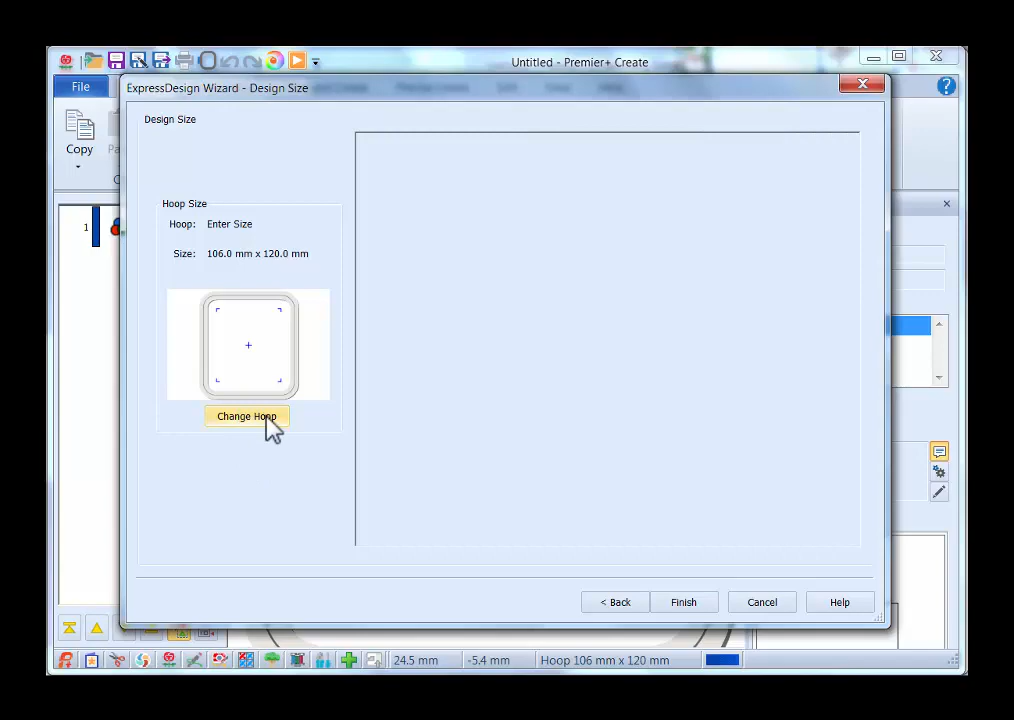 Untitled - Premier+ Create
File
ExpressDesign Wizard - Design Size
Copy
Design Size
Hoop Size
Hoop: Enter Size
Size: 106.0 mm x 120.0 mm
1
Change Hoop
< Back
Finish
Cancel
Help
24.5 mm
-5.4 mm
Hoop 106 mm x 120 mm